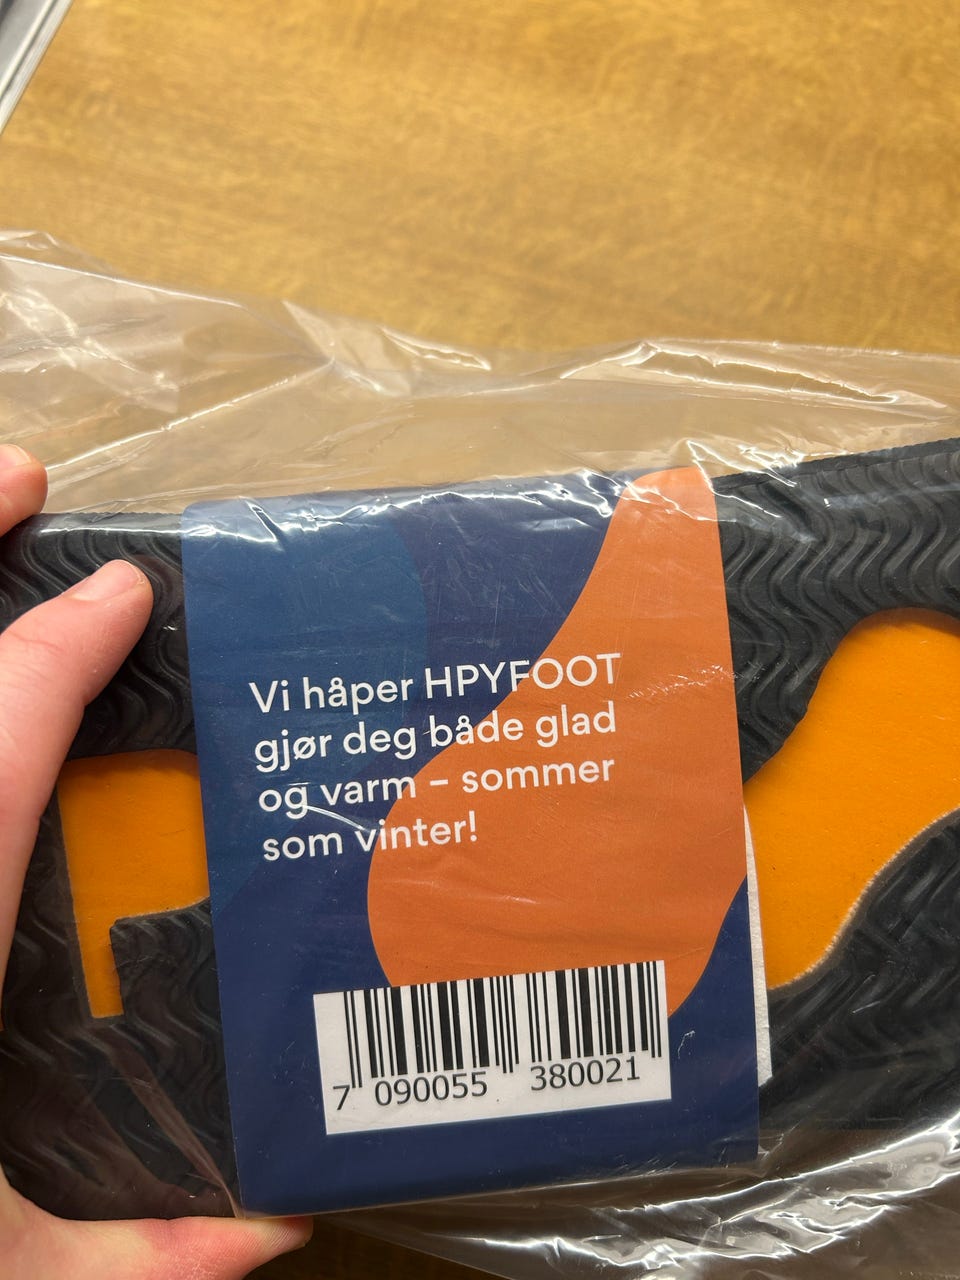 Vi håper HPYFOOT
gjør deg både glad
og varm – sommer
som vinter!
7 090055 380021